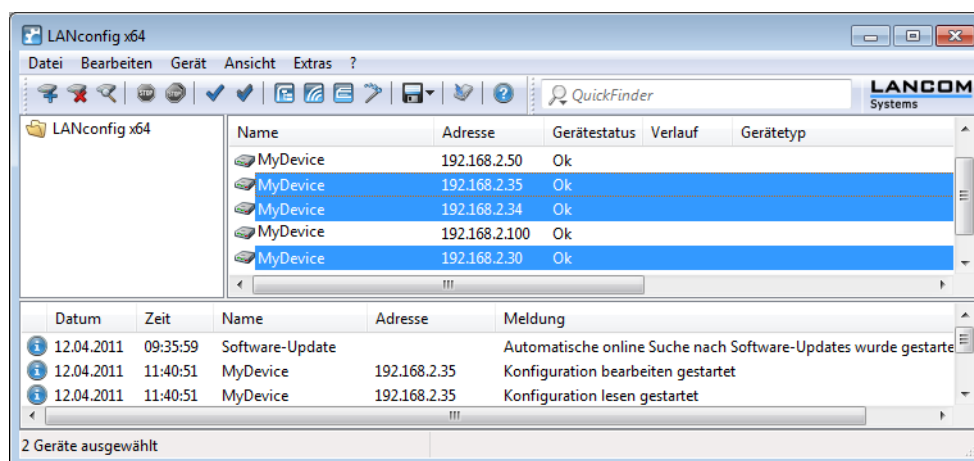 LANconfig x64
Datei Bearbeiten Gerät Ansicht Extras ?
QuickFinder
LANCOM
Systems
LANconfig x64
Name Adresse Gerätestatus Verlauf Gerätetyp
MyDevice 192.168.2.50 Ok
MyDevice 192.168.2.35 Ok
MyDevice 192.168.2.34 Ok
MyDevice 192.168.2.100 Ok
MyDevice 192.168.2.30 Ok
Datum Zeit Name Adresse Meldung
12.04.2011 09:35:59 Software-Update Automatische online Suche nach Software-Updates wurde gestarte
12.04.2011 11:40:51 MyDevice 192.168.2.35 Konfiguration bearbeiten gestartet
12.04.2011 11:40:51 MyDevice 192.168.2.35 Konfiguration lesen gestartet
2 Geräte ausgewählt